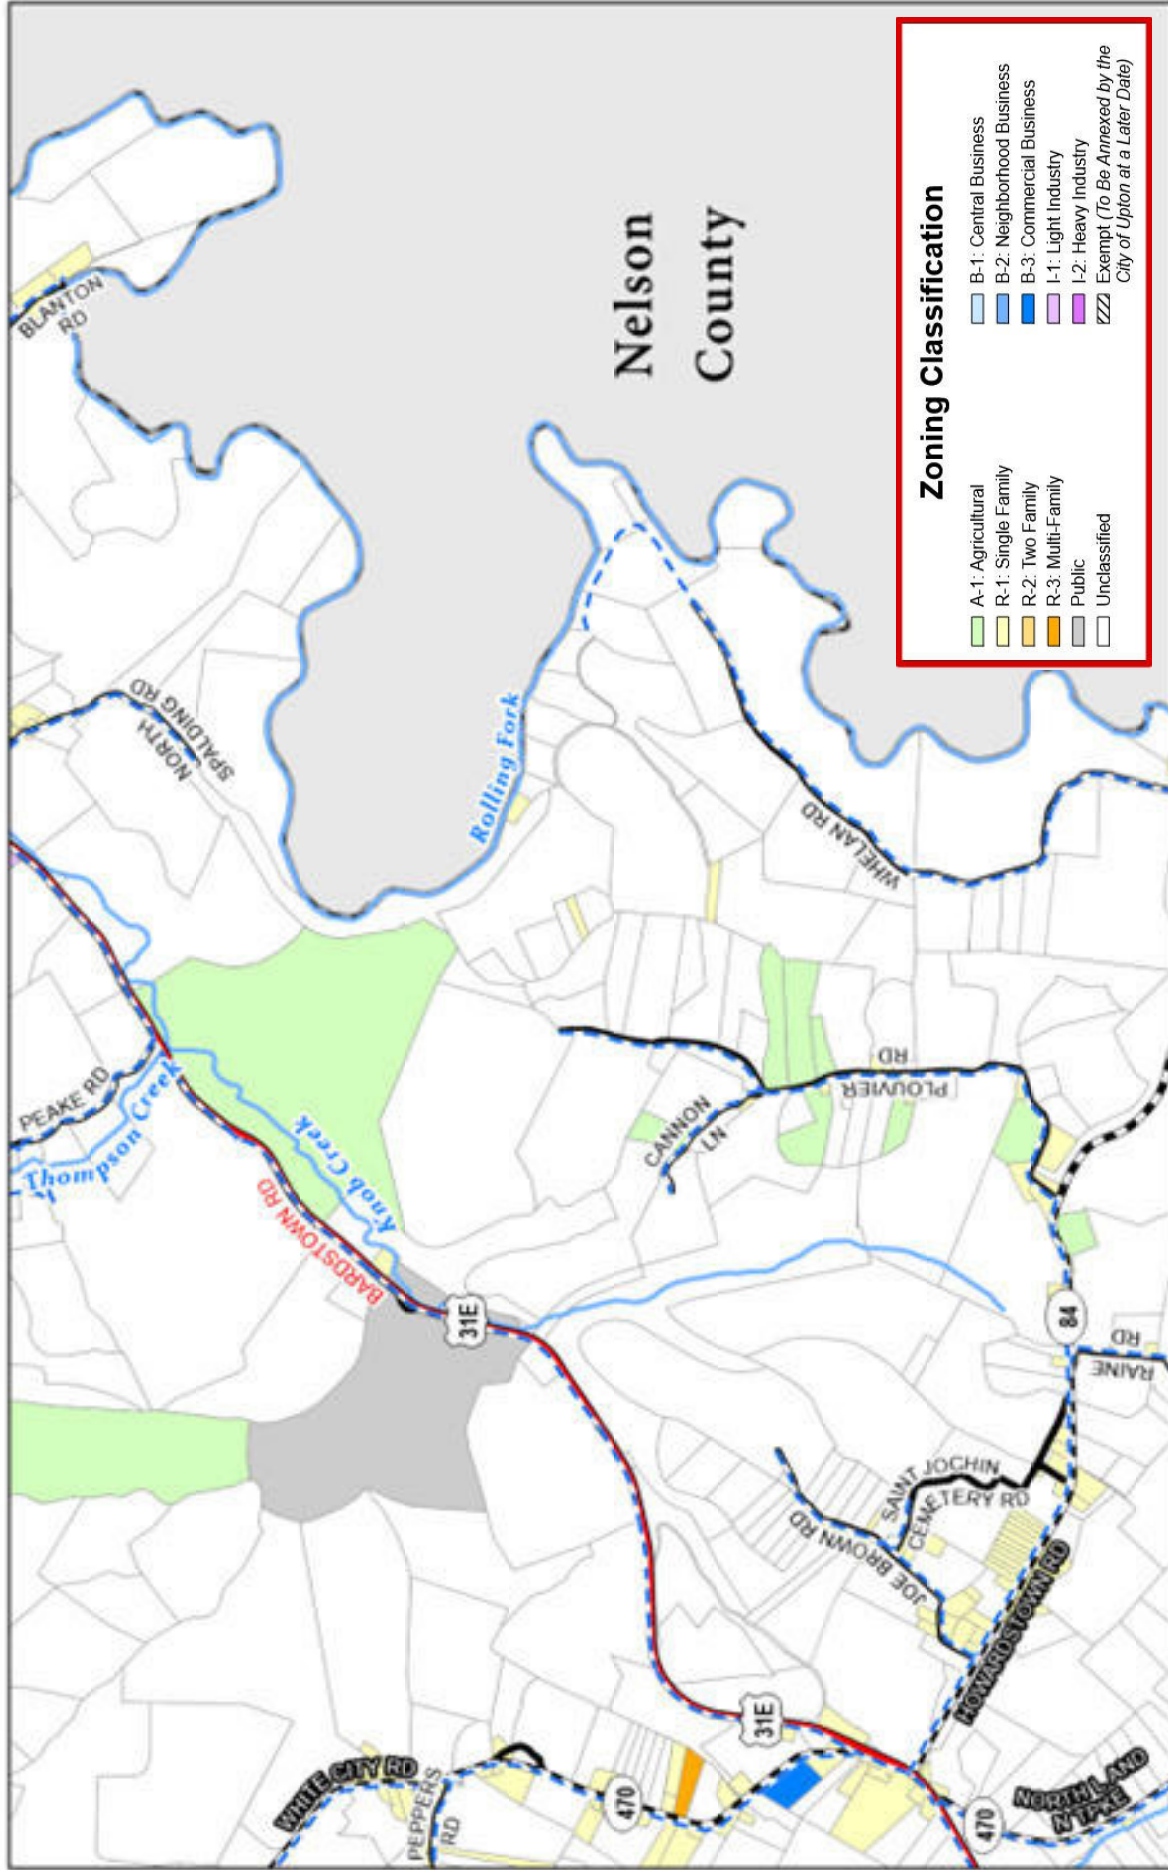 BLANTON
RD
NORTH
SPALDING RD
PEAKE RD
Thompson Creek
Knob Creek
BARDSTOWN RD
31E
Rolling Fork
Nelson
County
WHELAN RD
CANNON
LN
PLOUVIER
RD
84
RAINE
RD
SAINT JOCHIN
CEMETERY RD
JOE BROWN RD
HOWARDSTOWN RD
31E
WHITE CITY RD
PEPPERS
RD
470
470
Zoning Classification
A-1: Agricultural
R-1: Single Family
R-2: Two Family
R-3: Multi-Family
Public
Unclassified
B-1: Central Business
B-2: Neighborhood Business
B-3: Commercial Business
I-1: Light Industry
I-2: Heavy Industry
Exempt (To Be Annexed by the
City of Upton at a Later Date)